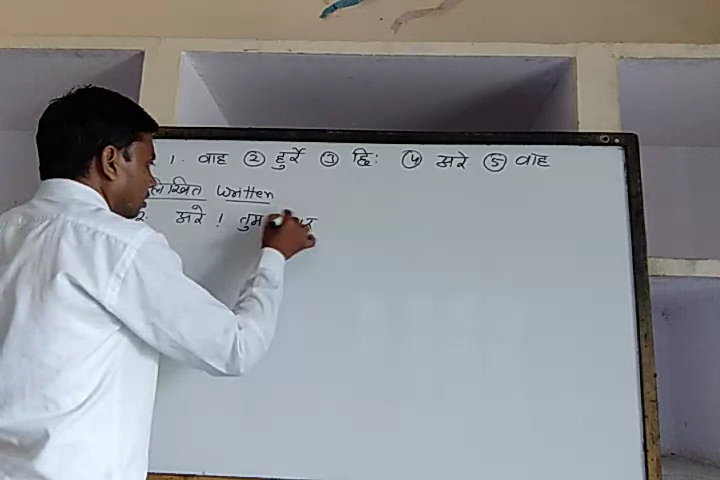 1. वाह ② हुर्रे ③ छिः ④ अरे ⑤ वाह
लिखित written
2. अरे ! तुम